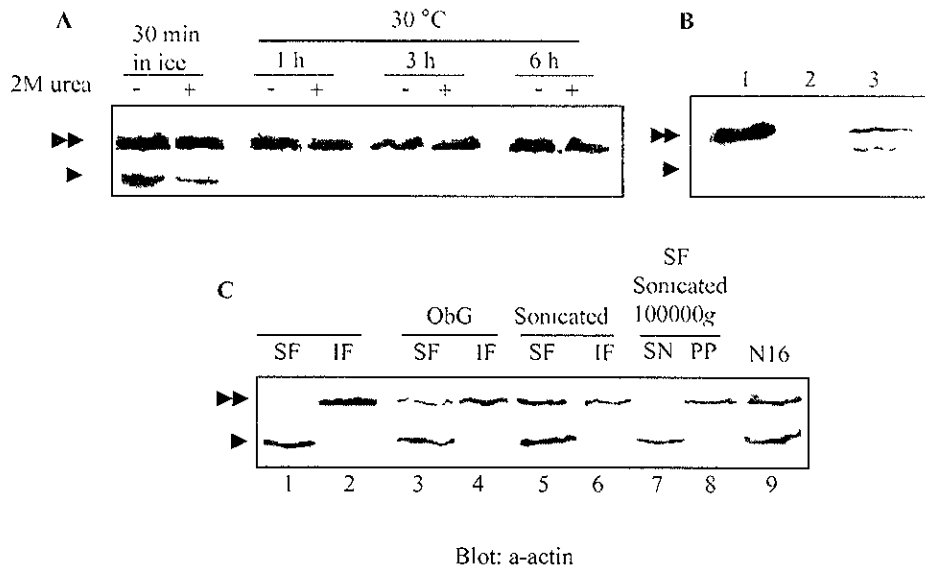 A
30 °C
B
30 min
in ice
1 h
3 h
6 h
2M urea
- + - + - + - +
1 2 3
C
SF
Sonicated
100000g
ObG
Sonicated
SF IF SF IF SF IF SN PP N16
1 2 3 4 5 6 7 8 9
Blot: a-actin